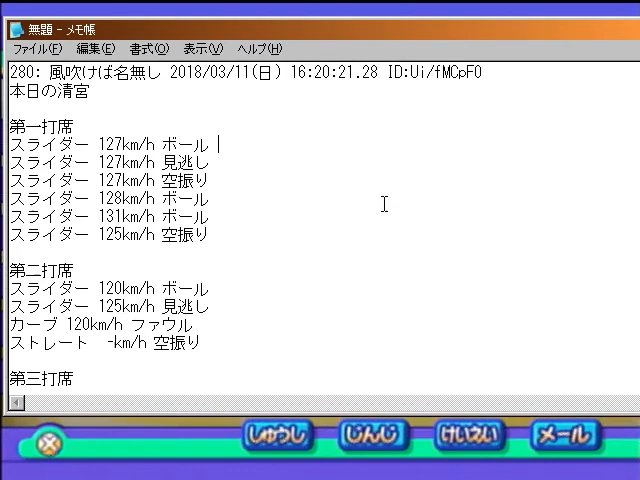 無題 - メモ帳
ファイル(F) 編集(E) 書式(O) 表示(V) ヘルプ(H)
280: 風吹けば名無し 2018/03/11(日) 16:20:21.28 ID:Ui/fMCpF0
本日の清宮
第一打席
スライダー 127km/h ボール
スライダー 127km/h 見逃し
スライダー 127km/h 空振り
スライダー 128km/h ボール
スライダー 131km/h ボール
スライダー 125km/h 空振り
第二打席
スライダー 120km/h ボール
スライダー 125km/h 見逃し
カーブ 120km/h ファウル
ストレート -km/h 空振り
第三打席
しゅうし じんじ けいえい メール